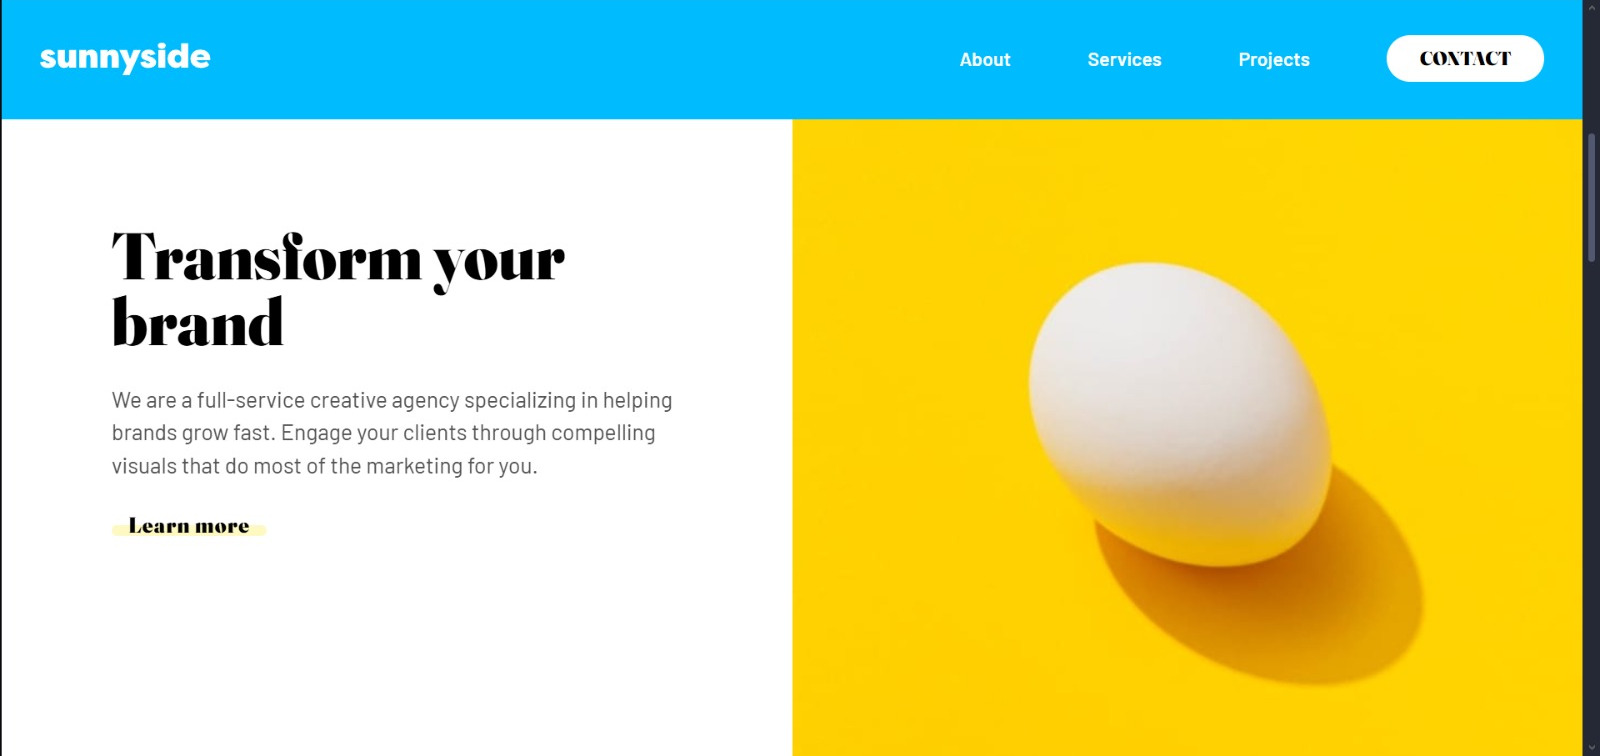 sunnyside
About
Services
Projects
CONTACT
Transform your
brand
We are a full-service creative agency specializing in helping
brands grow fast. Engage your clients through compelling
visuals that do most of the marketing for you.
Learn more